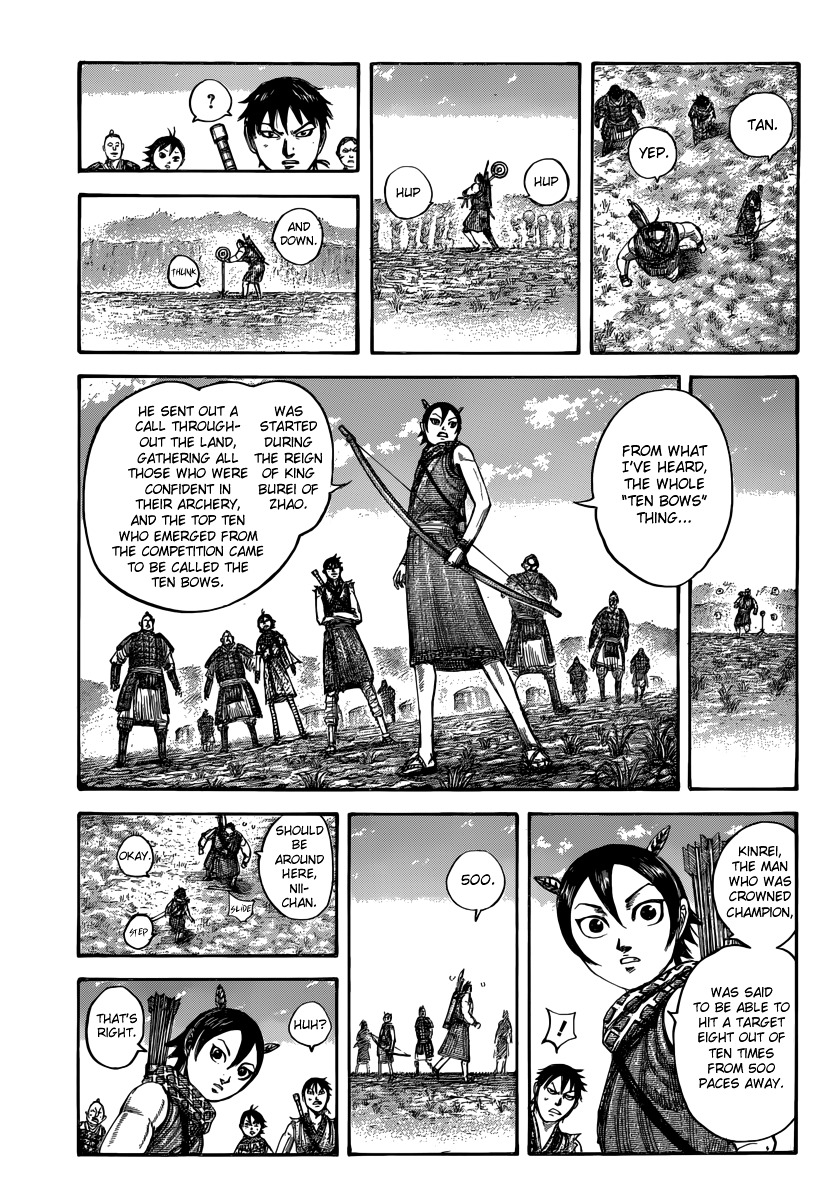 TAN.
YEP.
HUP
HUP
?
AND
DOWN.
THUNK
FROM WHAT
I'VE HEARD,
THE WHOLE
"TEN BOWS"
THING...
WAS
STARTED
DURING
THE REIGN
OF KING
BUREI OF
ZHAO.
HE SENT OUT A
CALL THROUGH-
OUT THE LAND,
GATHERING ALL
THOSE WHO WERE
CONFIDENT IN
THEIR ARCHERY,
AND THE TOP TEN
WHO EMERGED FROM
THE COMPETITION CAME
TO BE CALLED THE
TEN BOWS.
KINREI,
THE MAN
WHO WAS
CROWNED
CHAMPION,
WAS SAID
TO BE ABLE TO
HIT A TARGET
EIGHT OUT OF
TEN TIMES
FROM 500
PACES AWAY.
!
500.
SHOULD
BE
AROUND
HERE,
NII-
CHAN.
SLIDE
OKAY.
STEP
HUH?
THAT'S
RIGHT.